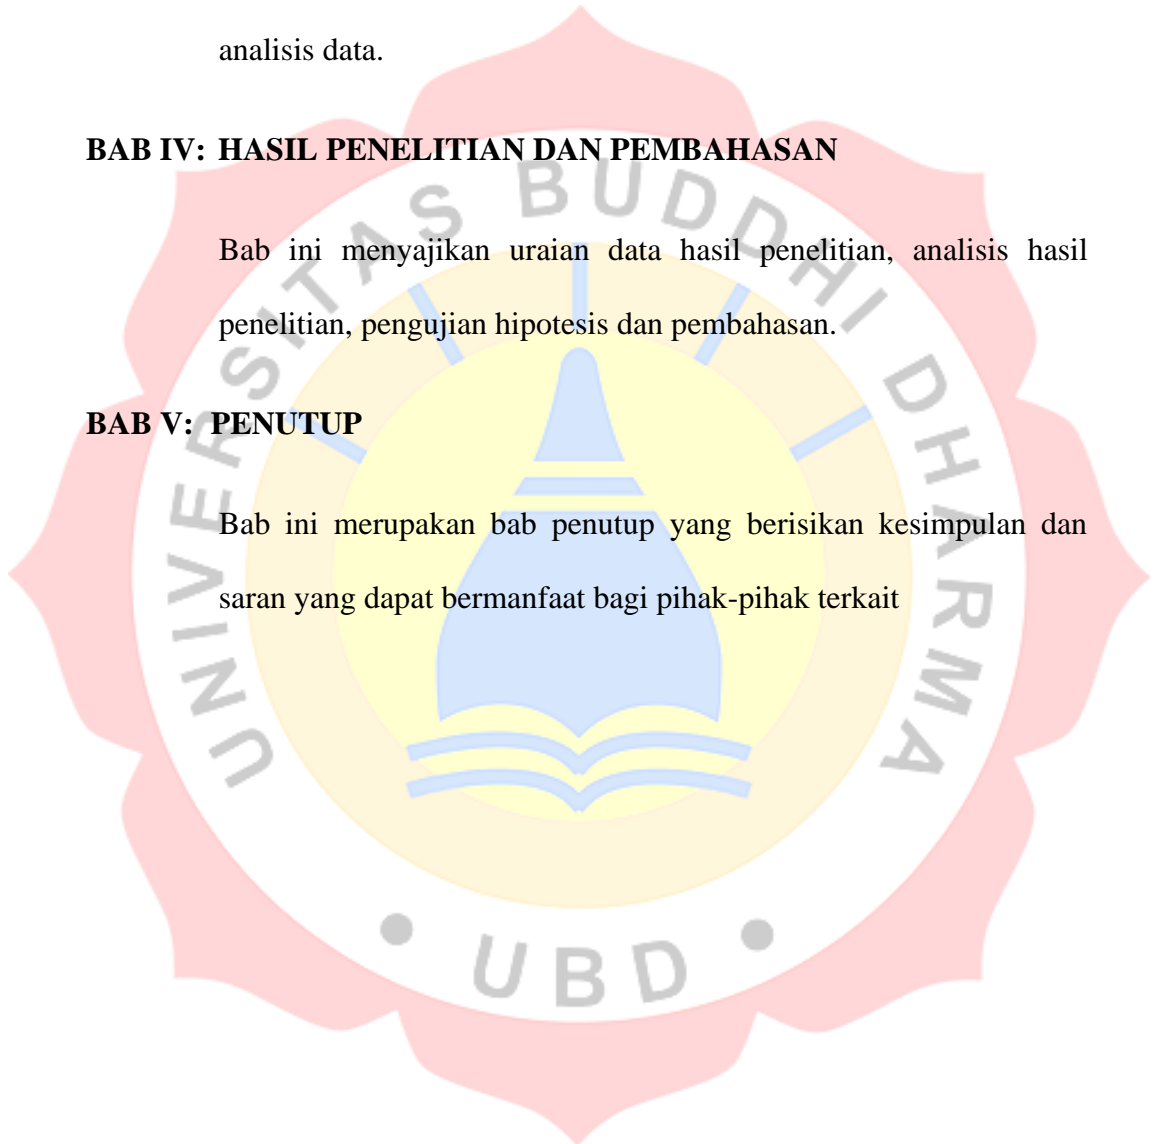 analisis data.
BAB IV: HASIL PENELITIAN DAN PEMBAHASAN
Bab ini menyajikan uraian data hasil penelitian, analisis hasil
penelitian, pengujian hipotesis dan pembahasan.
BAB V: PENUTUP
Bab ini merupakan bab penutup yang berisikan kesimpulan dan
saran yang dapat bermanfaat bagi pihak-pihak terkait
UNIVERSITAS BUDDHI DHARMA
• UBD •